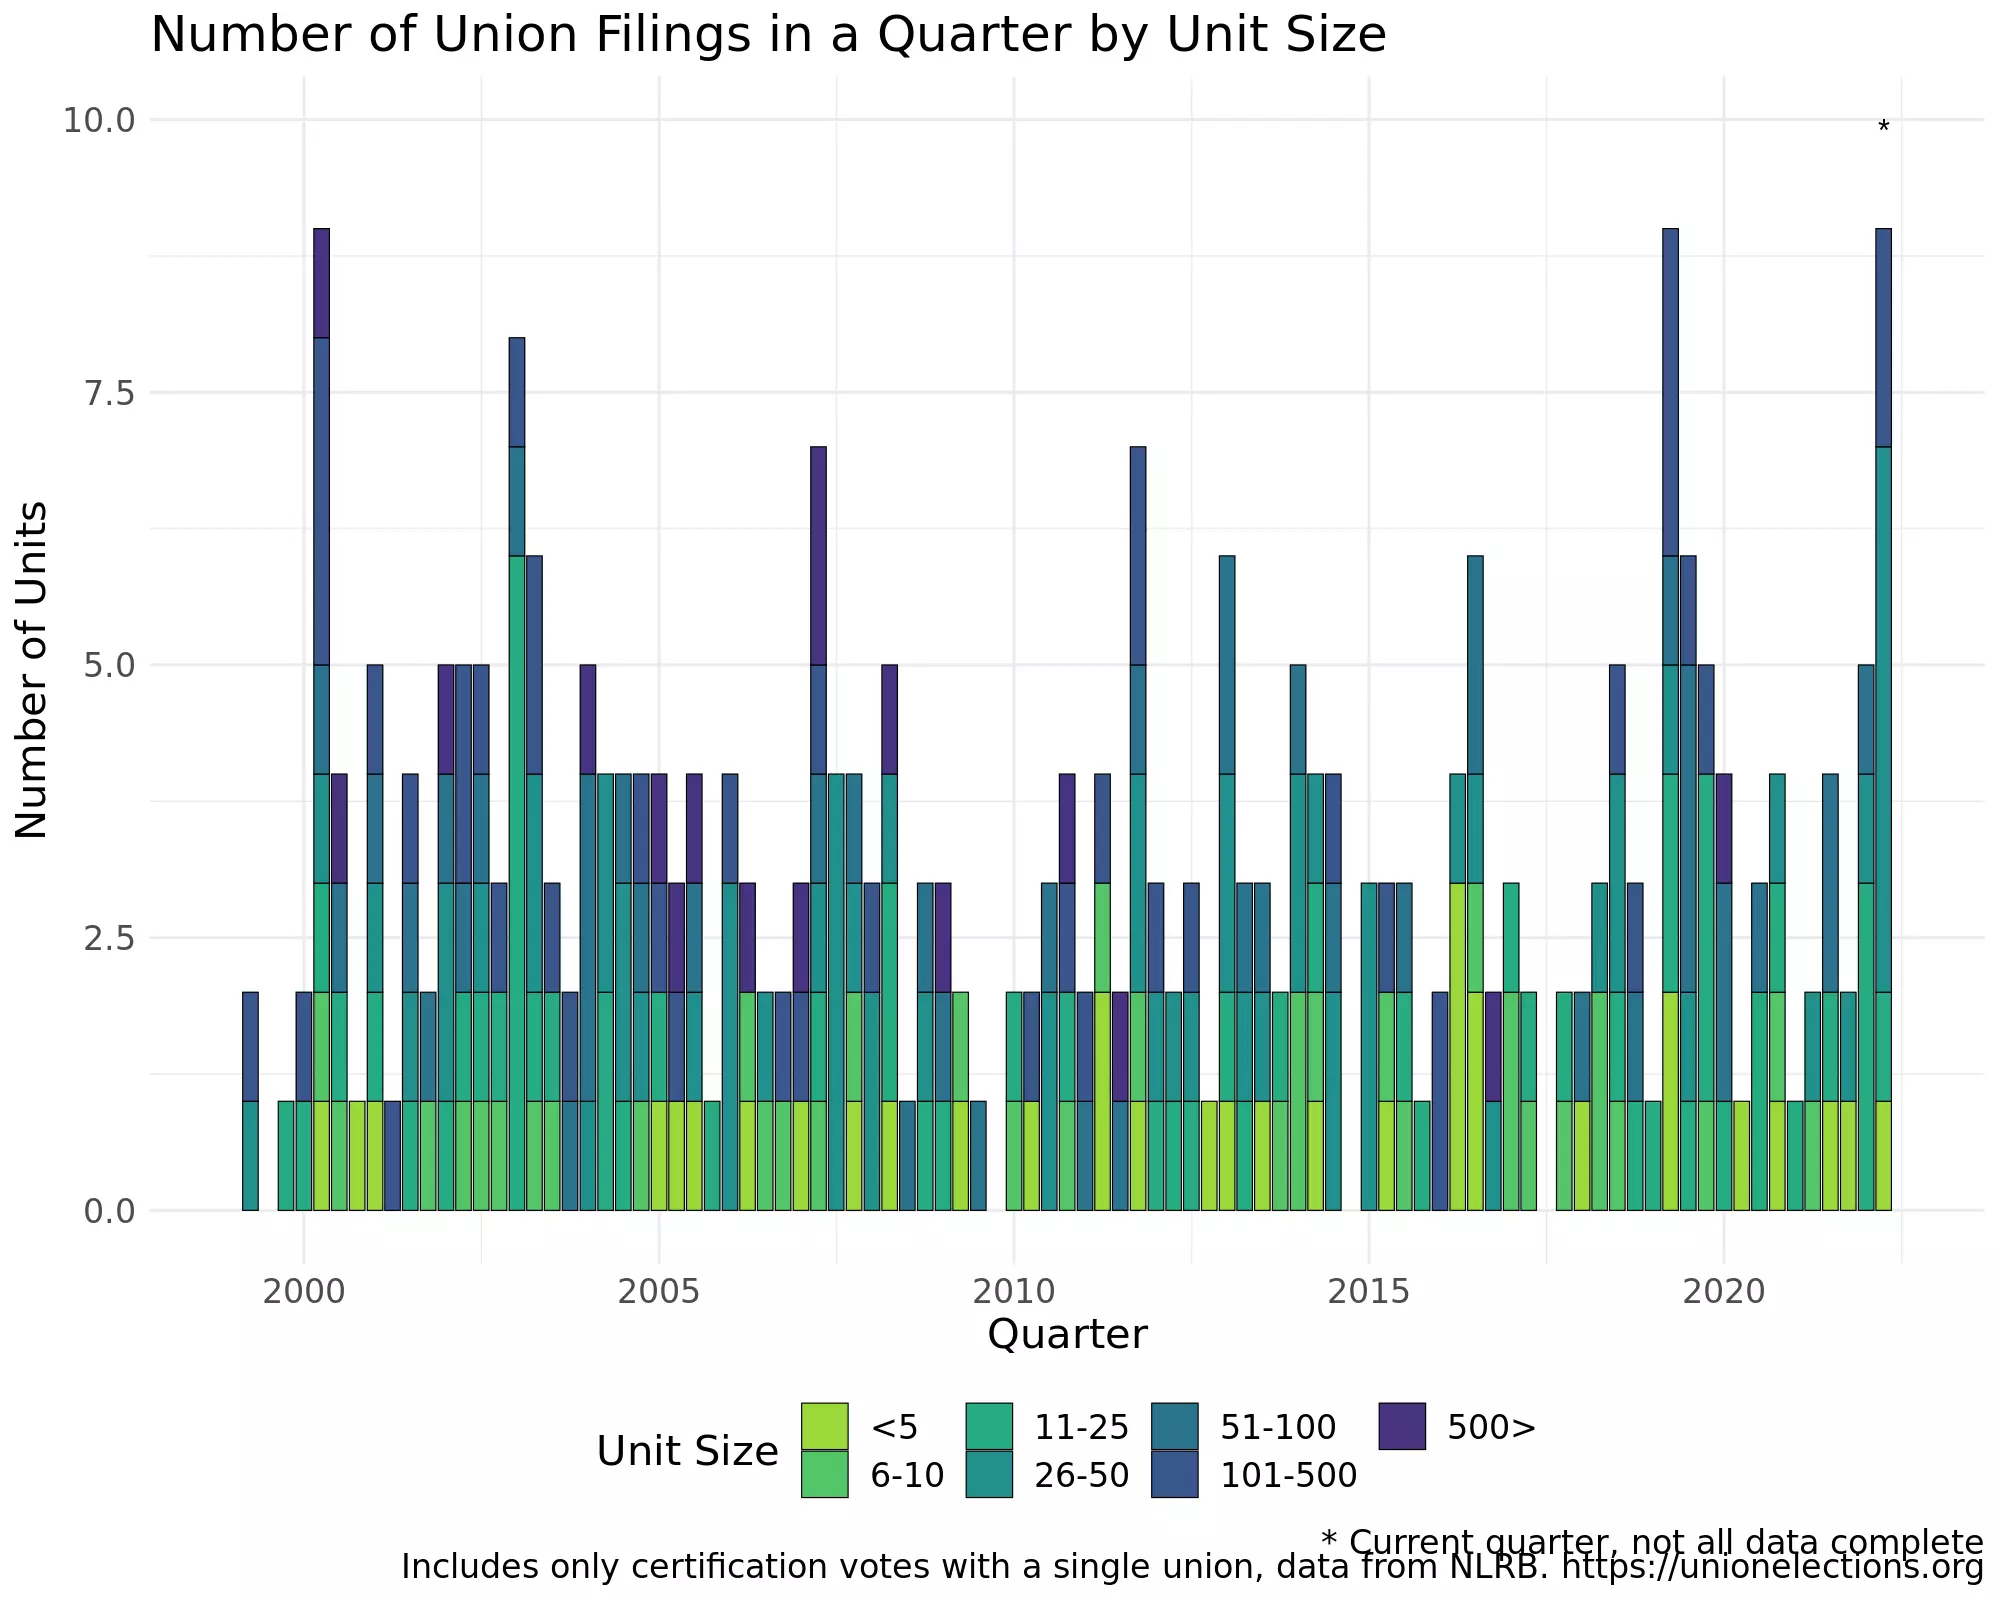 Number of Union Filings in a Quarter by Unit Size
10.0
*
7.5
5.0
2.5
0.0
Number of Units
2000 2005 2010 2015 2020
Quarter
Unit Size
<5 11-25 51-100 500>
6-10 26-50 101-500
* Current quarter, not all data complete
Includes only certification votes with a single union, data from NLRB. https://unionelections.org